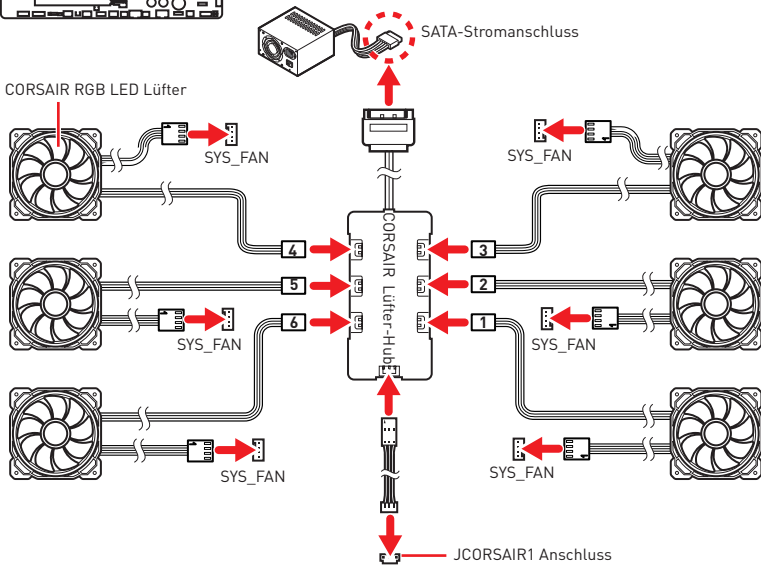 SATA-Stromanschluss
CORSAIR RGB LED Lüfter
SYS_FAN
SYS_FAN
4
3
5
2
6
1
CORSAIR Lüfter-Hub
SYS_FAN
SYS_FAN
SYS_FAN
SYS_FAN
JCORSAIR1 Anschluss